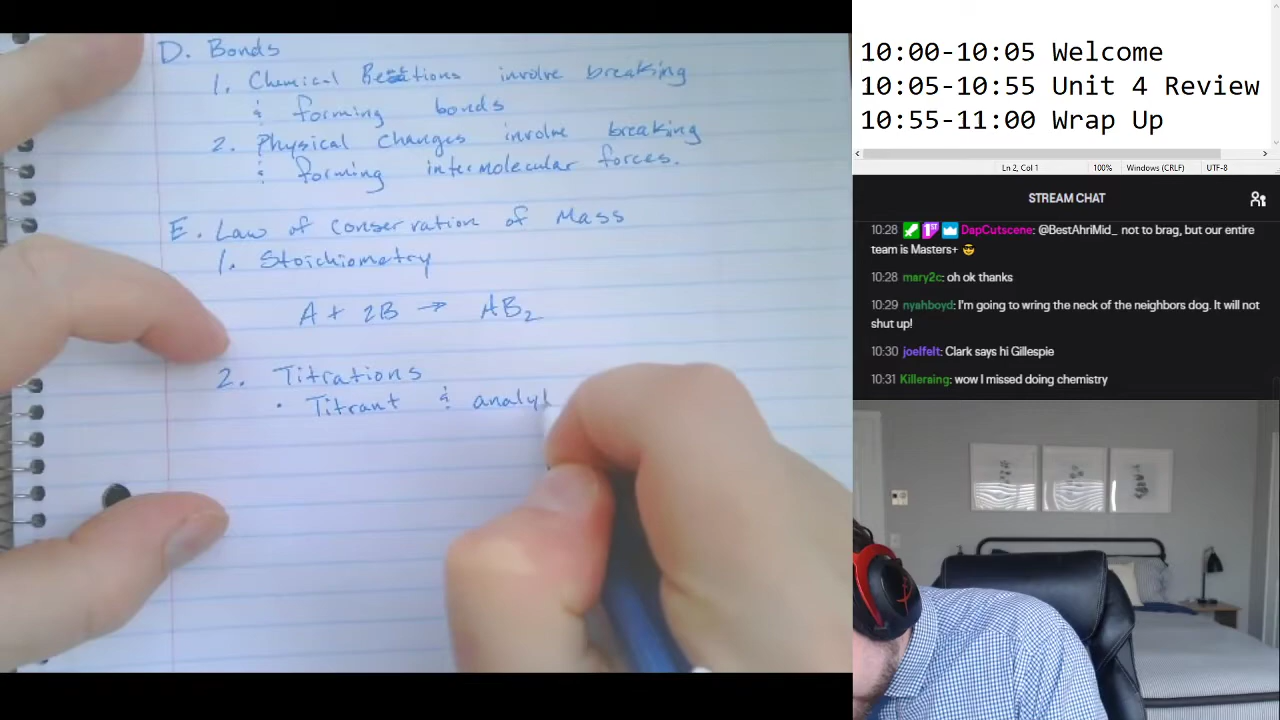 D. Bonds
1. Chemical Reactions involve breaking
& forming bonds
2. Physical Changes involve breaking
& forming intermolecular forces.
E. Law of Conservation of Mass
1. Stoichiometry
A + 2B → AB₂
2. Titrations
• Titrant & analyt
10:00-10:05 Welcome
10:05-10:55 Unit 4 Review
10:55-11:00 Wrap Up
Ln 2, Col 1 100% Windows (CRLF) UTF-8
STREAM CHAT
10:28 1ST DapCutscene: @BestAhriMid_ not to brag, but our entire
team is Masters+ 😎
10:28 mary2c: oh ok thanks
10:29 nyahboyd: I'm going to wring the neck of the neighbors dog. It will not
shut up!
10:30 joelfelt: Clark says hi Gillespie
10:31 Killersing: wow I missed doing chemistry